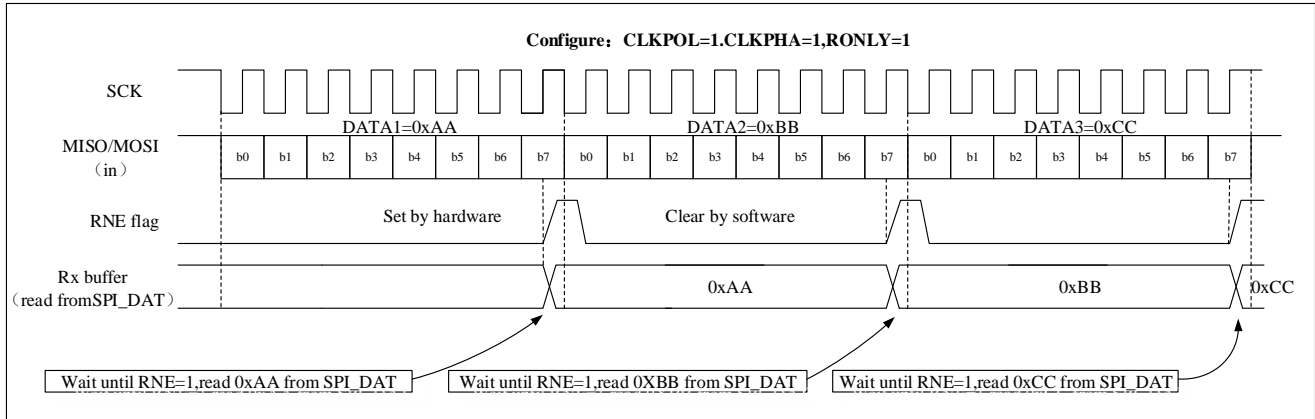 Configure：CLKPOL=1.CLKPHA=1,RONLY=1
SCK
DATA1=0xAA DATA2=0xBB DATA3=0xCC
MISO/MOSI
（in）
b0 b1 b2 b3 b4 b5 b6 b7 b0 b1 b2 b3 b4 b5 b6 b7 b0 b1 b2 b3 b4 b5 b6 b7
RNE flag
Set by hardware Clear by software
Rx buffer
（read fromSPI_DAT）
0xAA 0xBB 0xCC
Wait until RNE=1,read 0xAA from SPI_DAT
Wait until RNE=1,read 0XBB from SPI_DAT
Wait until RNE=1,read 0xCC from SPI_DAT